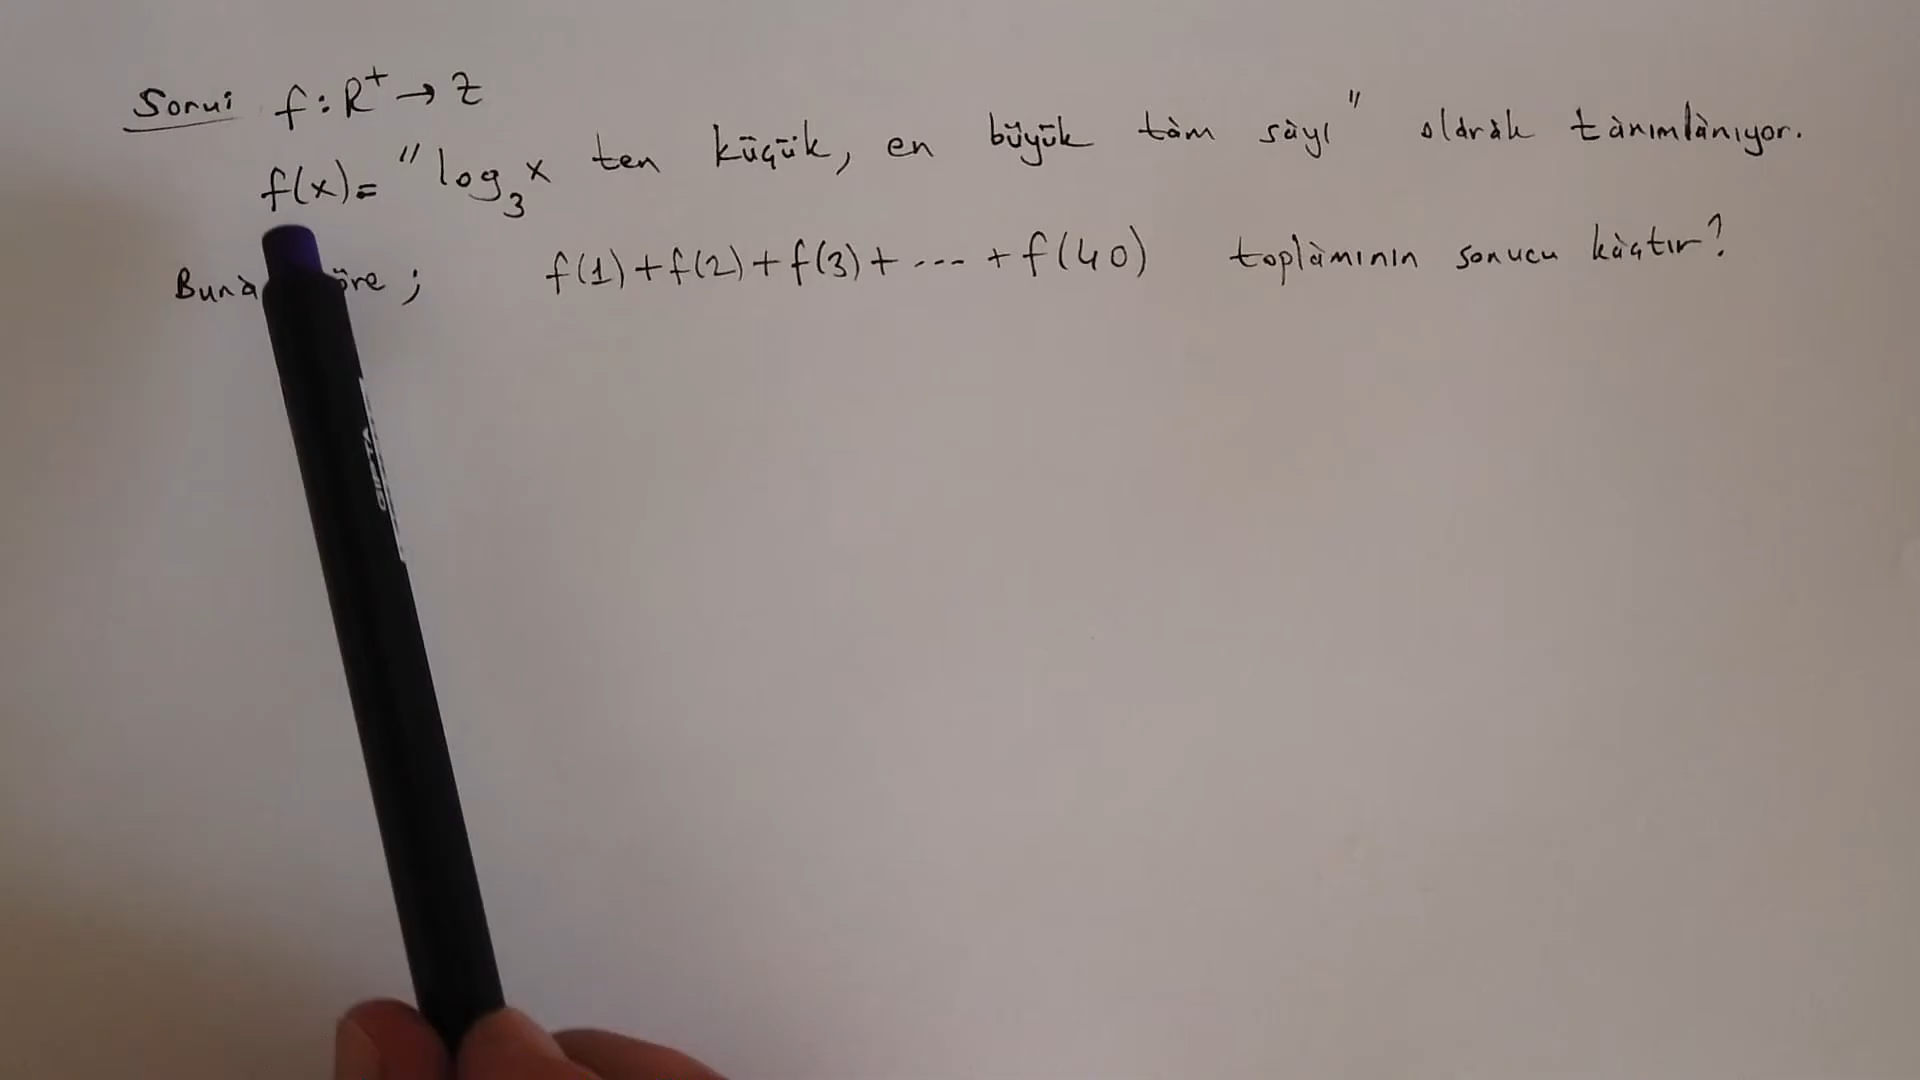 Soru: f:R⁺→Z
f(x)= "log₃x ten küçük, en büyük tam sayı" olarak tanımlanıyor.
Buna öre; f(1)+f(2)+f(3)+ --- +f(40) toplamının sonucu kaçtır?